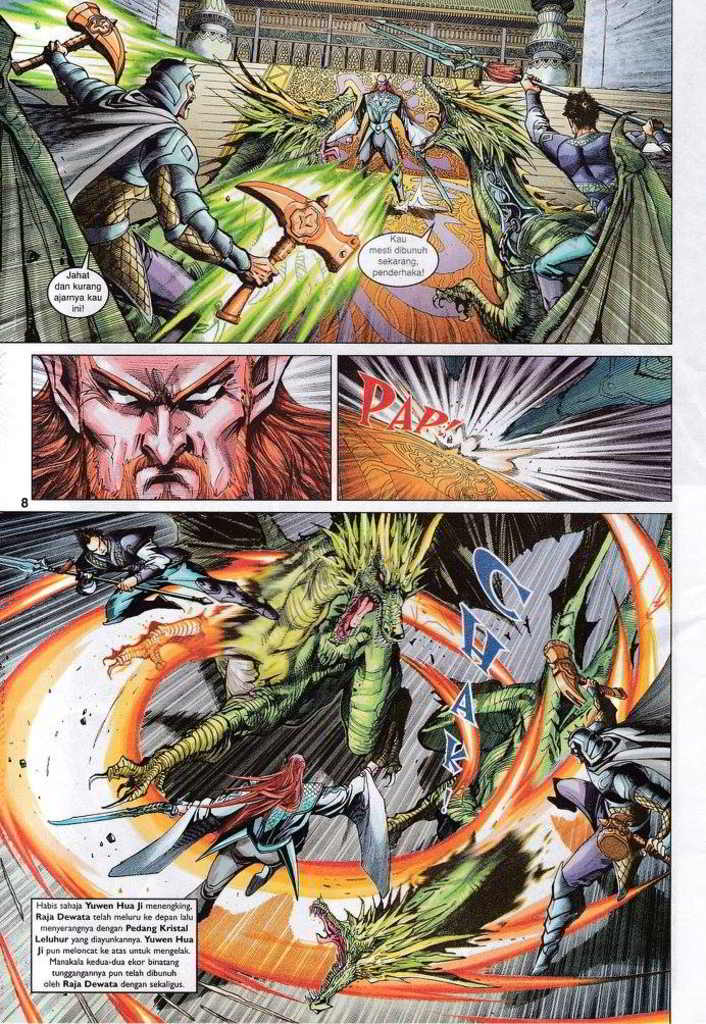 Jahat
dan kurang
ajarnya kau
ini!
Kau
mesti dibunuh
sekarang,
penderhaka!
PAP!
8
CHAK!
Habis sahaja Yuwen Hua Ji menengking,
Raja Dewata telah meluru ke depan lalu
menyerangnya dengan Pedang Kristal
Leluhur yang diayunkannya. Yuwen Hua
Ji pun meloncat ke atas untuk mengelak.
Manakala kedua-dua ekor binatang
tunggangannya pun telah dibunuh
oleh Raja Dewata dengan sekaligus.